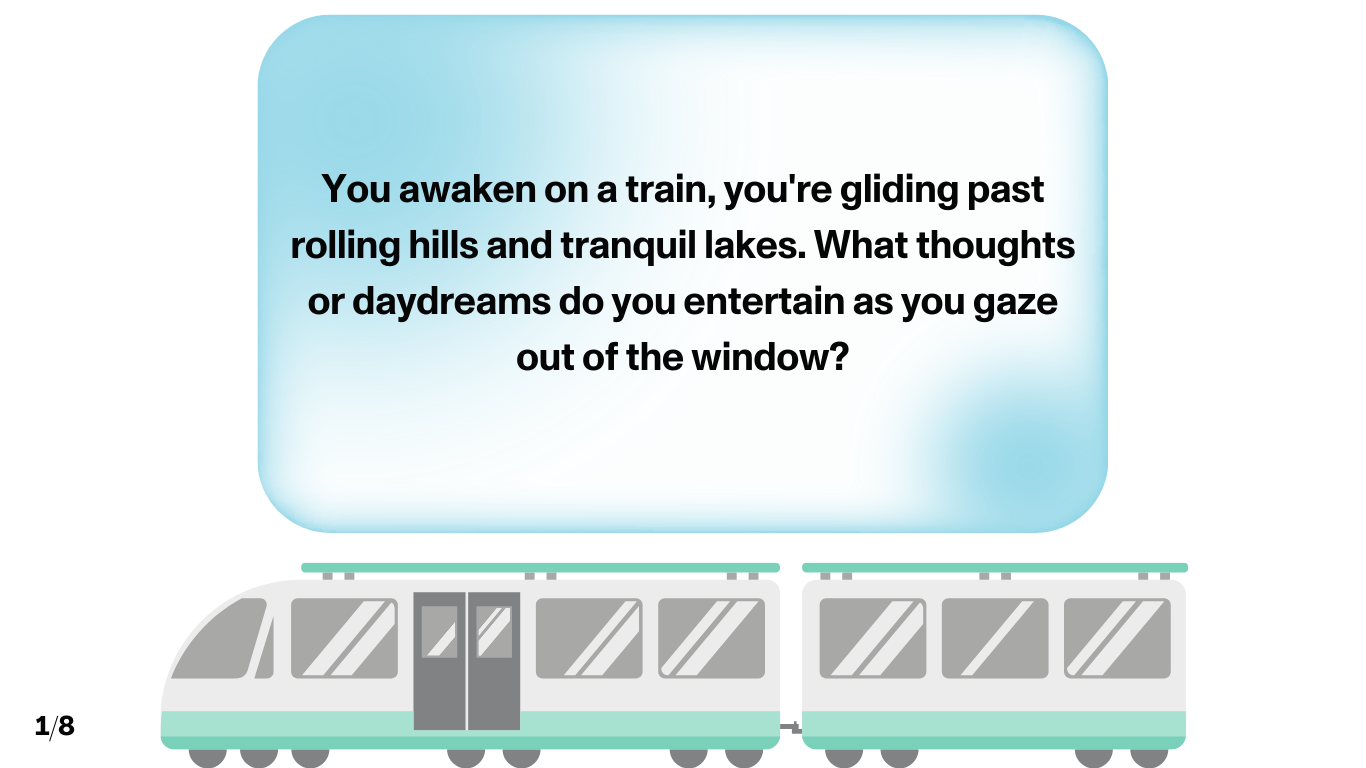 You awaken on a train, you're gliding past
rolling hills and tranquil lakes. What thoughts
or daydreams do you entertain as you gaze
out of the window?
1/8